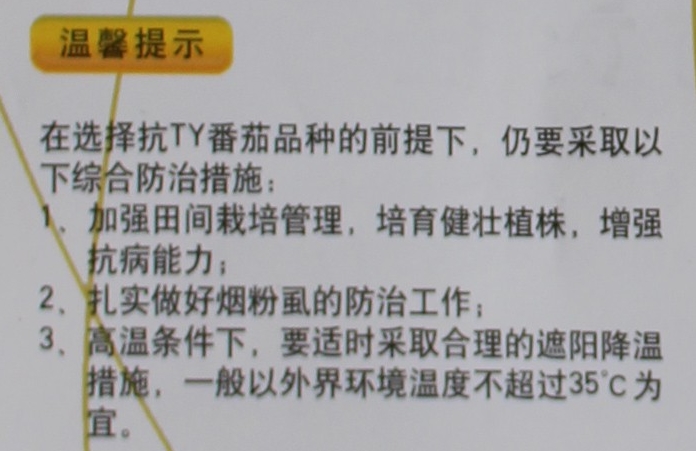 温馨提示
在选择抗TY番茄品种的前提下，仍要采取以
下综合防治措施：
1、加强田间栽培管理，培育健壮植株，增强
抗病能力；
2、扎实做好烟粉虱的防治工作；
3、高温条件下，要适时采取合理的遮阳降温
措施，一般以外界环境温度不超过35℃为
宜。